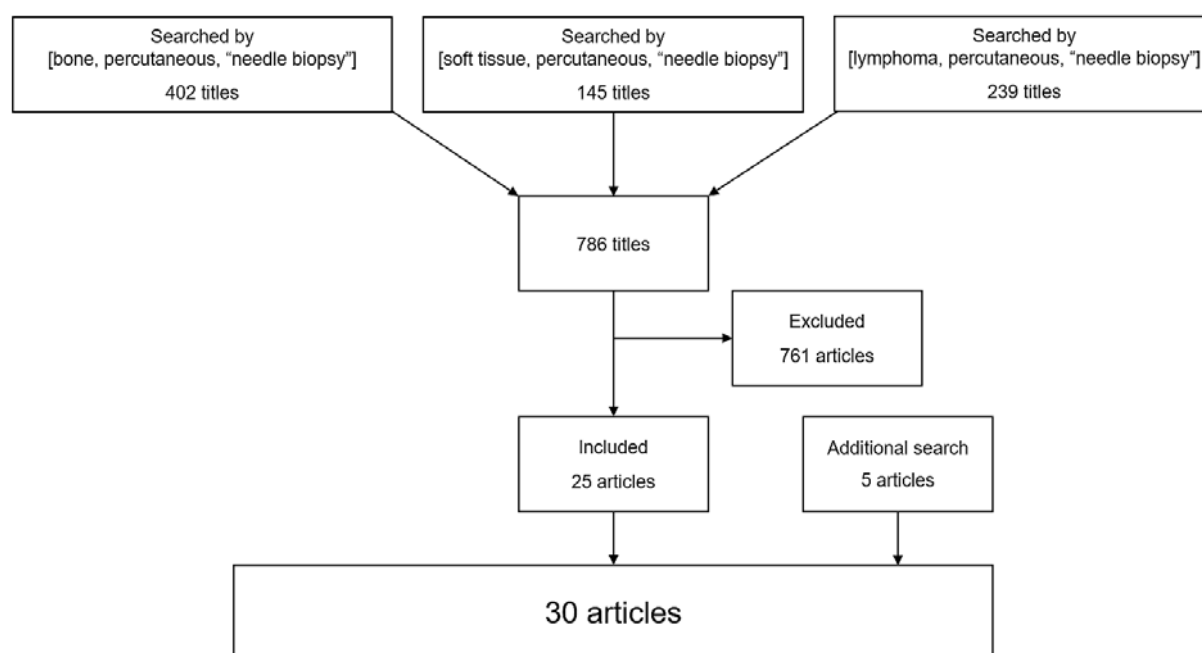 Searched by
[bone, percutaneous, “needle biopsy”]
402 titles
Searched by
[soft tissue, percutaneous, “needle biopsy”]
145 titles
Searched by
[lymphoma, percutaneous, “needle biopsy”]
239 titles
786 titles
Excluded
761 articles
Included
25 articles
Additional search
5 articles
30 articles